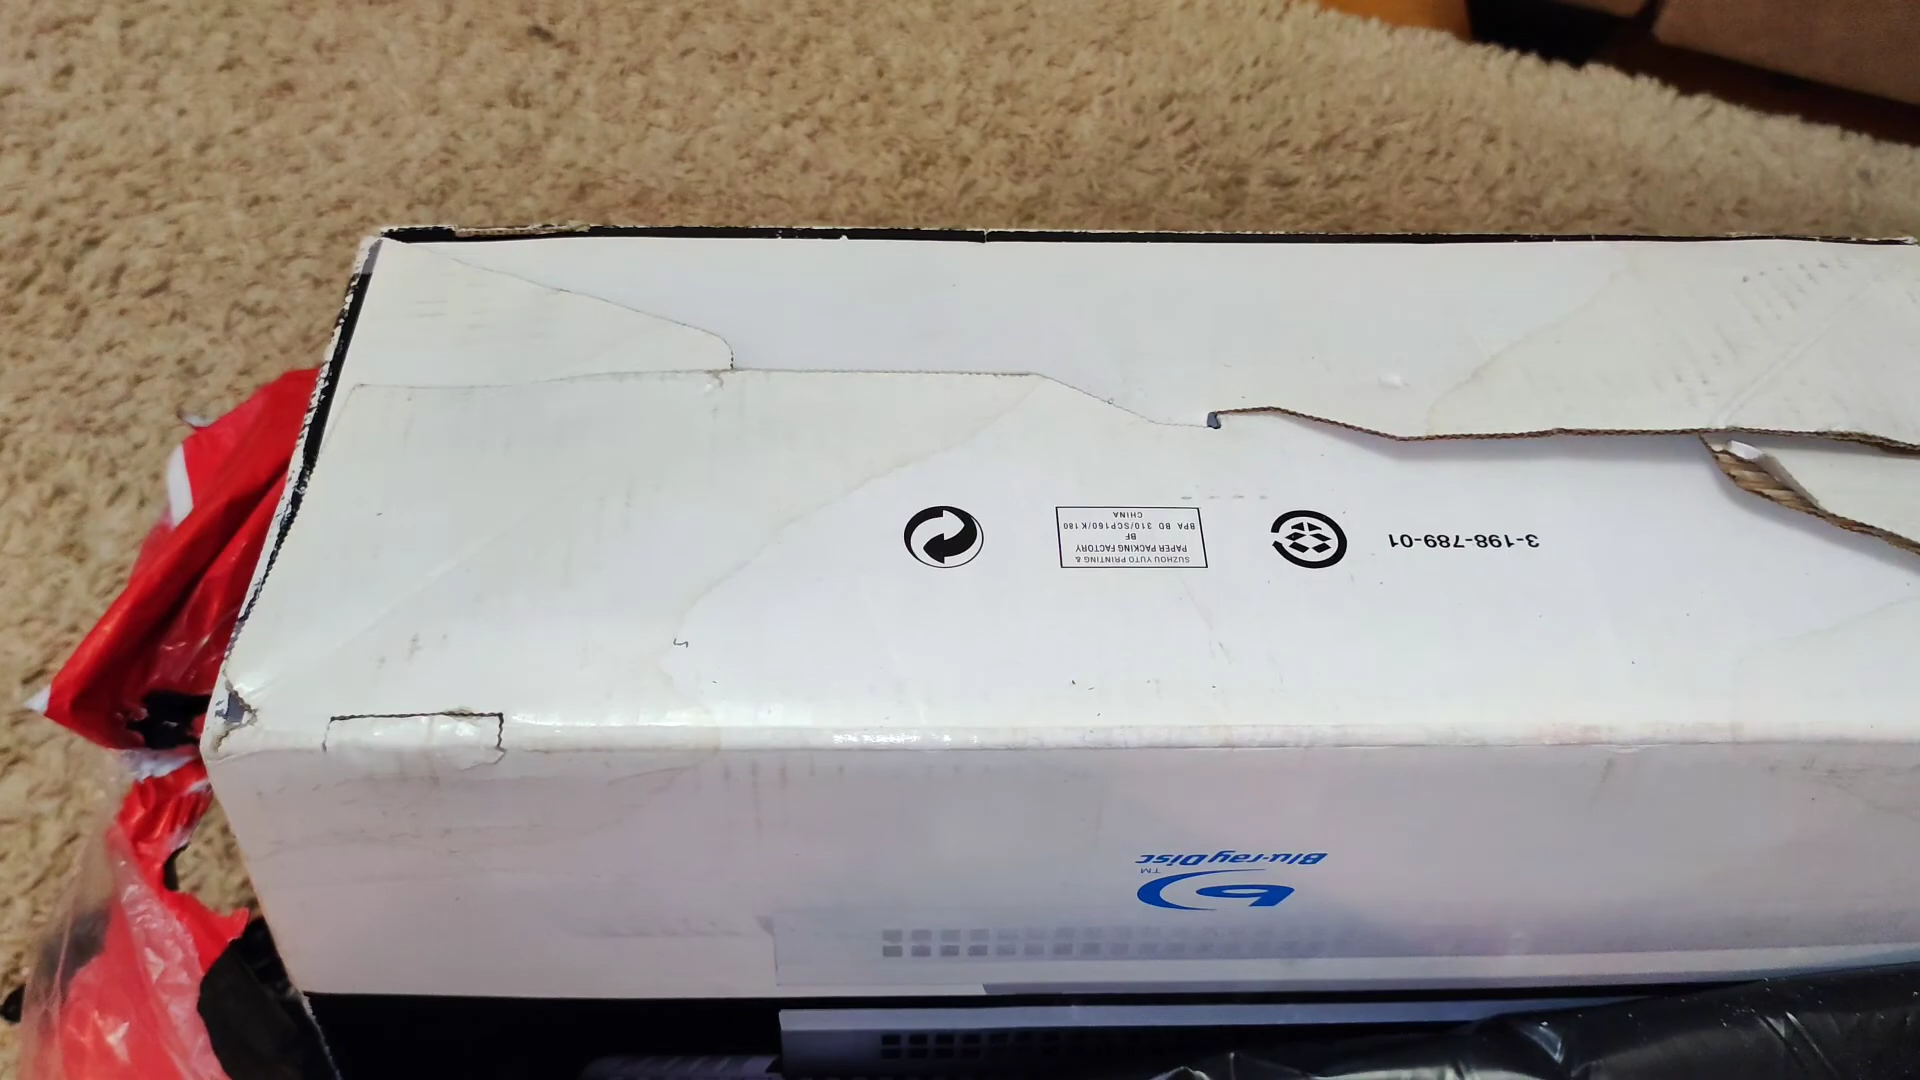 3-198-789-01
SUZHOU YUTO PRINTING &
PAPER PACKING FACTORY
BF
BPA BD 310/SCP160/K180
CHINA
Blu-ray Disc
TM